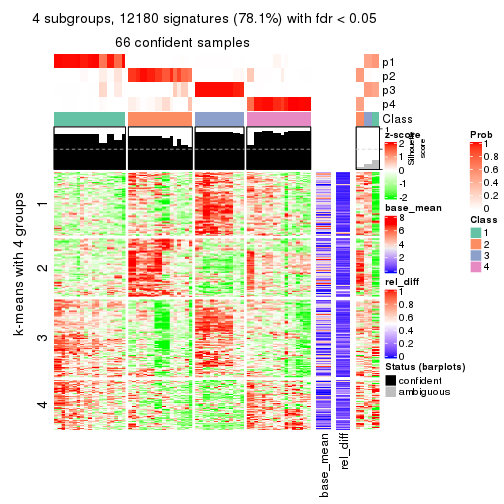 4 subgroups, 12180 signatures (78.1%) with fdr < 0.05
66 confident samples
p1
p2
p3
p4
Class
1
Silhouette
score
k-means with 4 groups
1
2
3
4
base_mean
rel_diff
z-score
2
1
0
-1
-2
base_mean
8
6
4
2
0
rel_diff
1
0.8
0.6
0.4
0.2
0
Status (barplots)
confident
ambiguous
Prob
1
0.8
0.6
0.4
0.2
0
Class
1
2
3
4